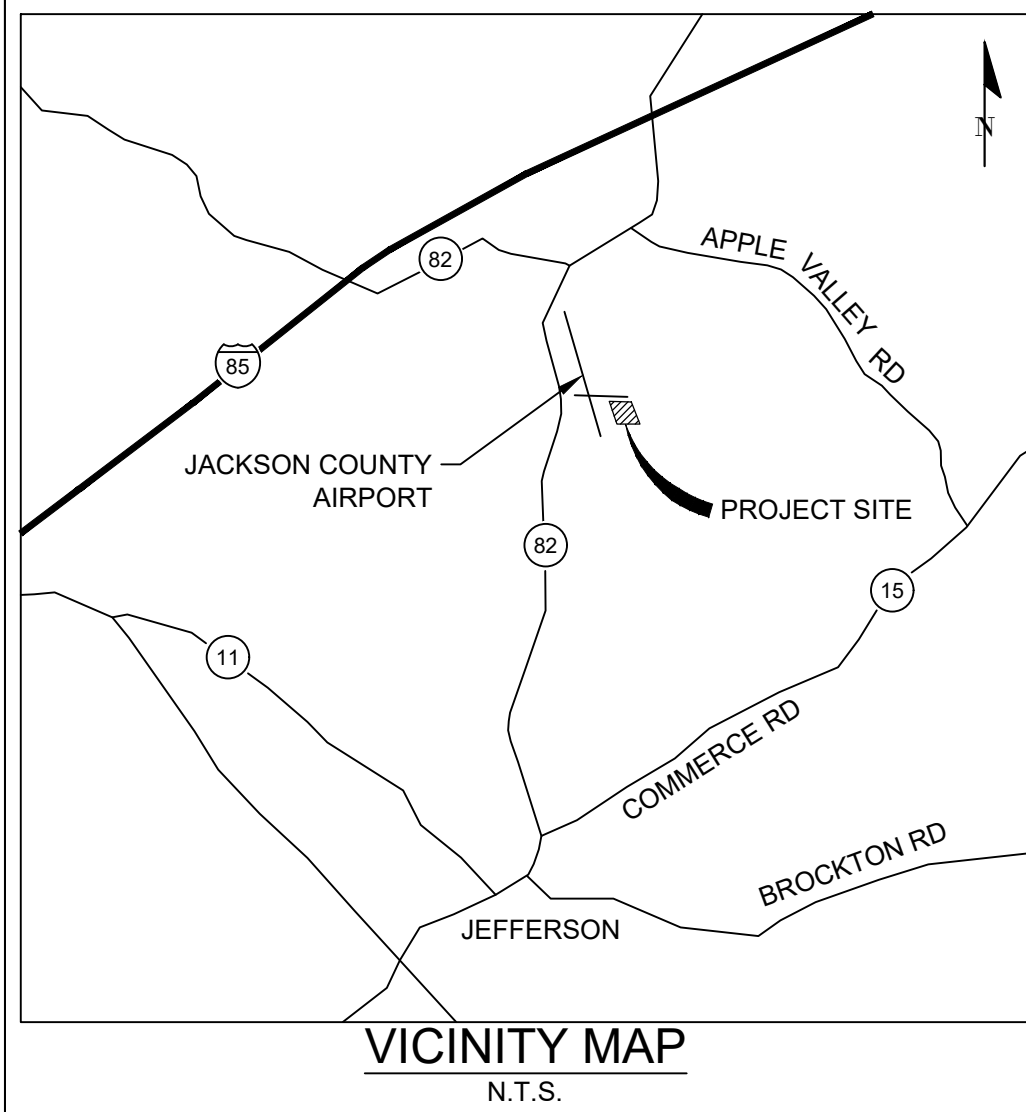 N
APPLE VALLEY RD
82
85
JACKSON COUNTY
AIRPORT
PROJECT SITE
82
15
11
COMMERCE RD
BROCKTON RD
JEFFERSON
VICINITY MAP
N.T.S.